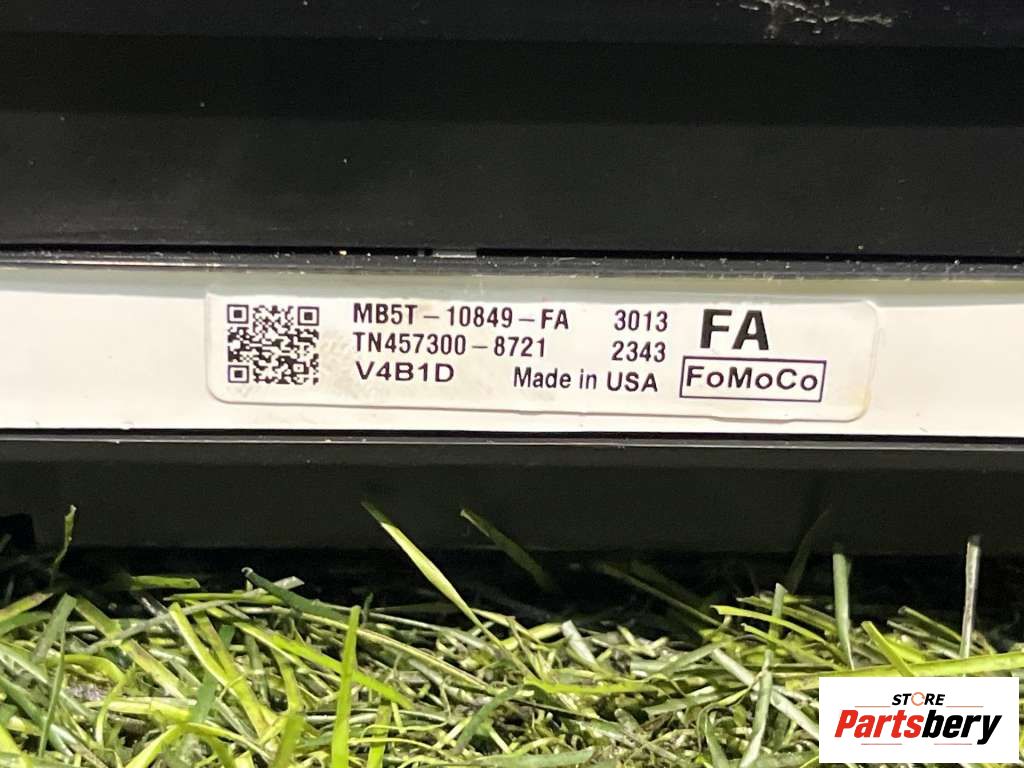 MB5T-10849-FA 3013 FA
TN457300-8721 2343
V4B1D Made in USA FoMoCo
STORE
Partsbery